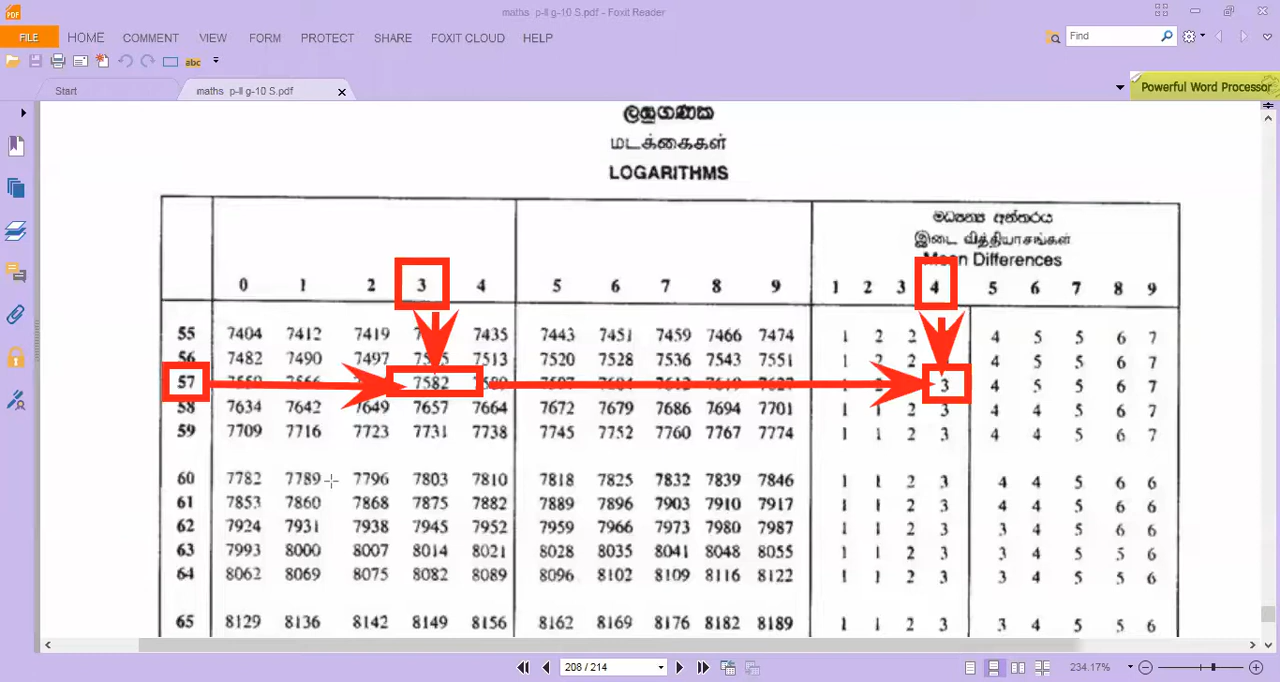 maths p-II g-10 S.pdf - Foxit Reader
FILE HOME COMMENT VIEW FORM PROTECT SHARE FOXIT CLOUD HELP
Find
abc
Start maths p-II g-10 S.pdf
Powerful Word Processor
ලඝුගණක
மடக்கைகள்
LOGARITHMS
මධ්‍යන්‍ය අන්තරය
இடை வித்தியாசங்கள்
Mean Differences
0 1 2 3 4 5 6 7 8 9 1 2 3 4 5 6 7 8 9
55 7404 7412 7419 7435 7443 7451 7459 7466 7474 1 2 2 4 5 5 6 7
56 7482 7490 7497 7513 7520 7528 7536 7543 7551 1 2 2 4 5 5 6 7
57 7582 3 4 5 5 6 7
58 7634 7642 7649 7657 7664 7672 7679 7686 7694 7701 1 1 2 3 4 4 5 6 7
59 7709 7716 7723 7731 7738 7745 7752 7760 7767 7774 1 1 2 3 4 4 5 6 7
60 7782 7789 7796 7803 7810 7818 7825 7832 7839 7846 1 1 2 3 4 4 5 6 6
61 7853 7860 7868 7875 7882 7889 7896 7903 7910 7917 1 1 2 3 4 4 5 6 6
62 7924 7931 7938 7945 7952 7959 7966 7973 7980 7987 1 1 2 3 3 4 5 6 6
63 7993 8000 8007 8014 8021 8028 8035 8041 8048 8055 1 1 2 3 3 4 5 5 6
64 8062 8069 8075 8082 8089 8096 8102 8109 8116 8122 1 1 2 3 3 4 5 5 6
65 8129 8136 8142 8149 8156 8162 8169 8176 8182 8189 1 1 2 3 3 4 5 5 6
208 / 214
234.17%